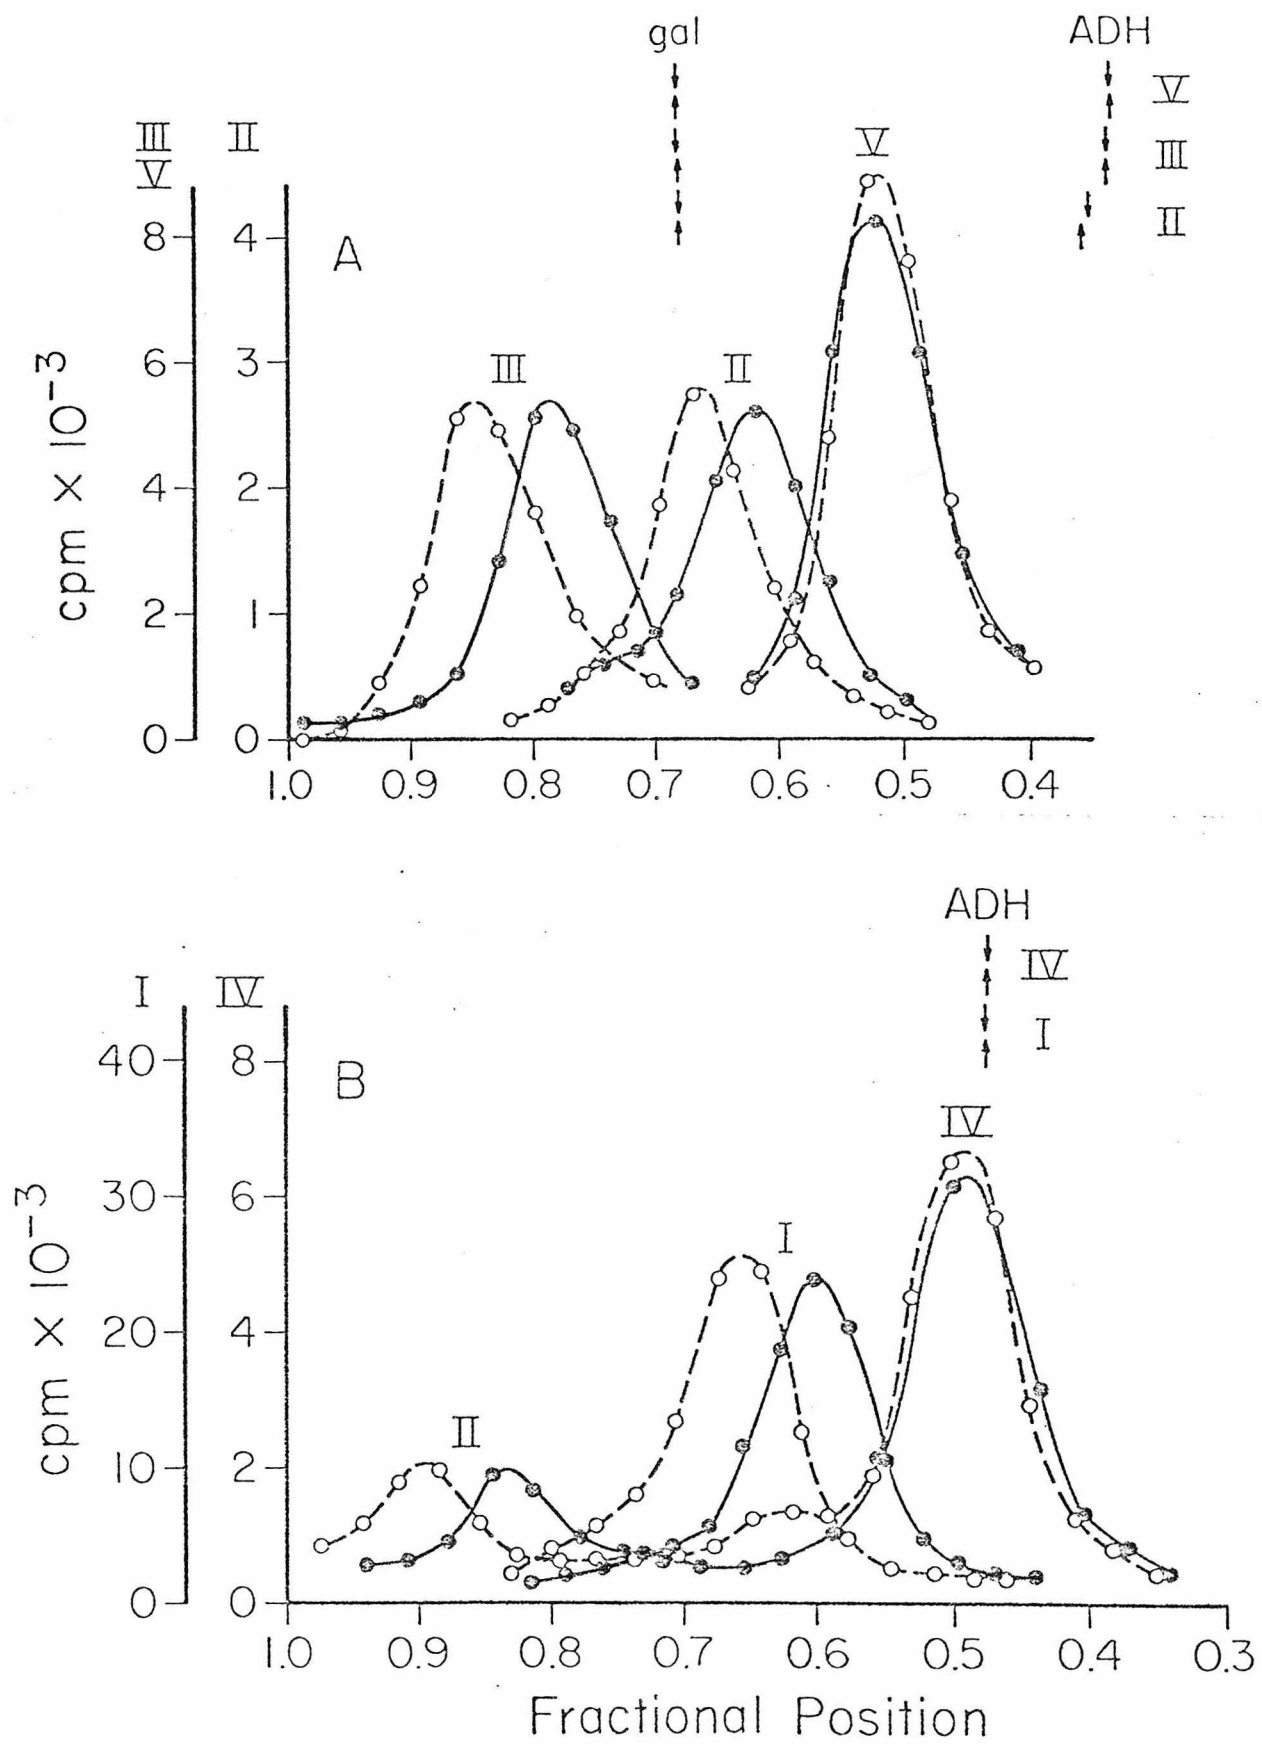 gal ADH
V
III
II
III II
V
V
8 4
A
III II
6 3
cpm × 10⁻³
4 2
2 1
0 0
1.0 0.9 0.8 0.7 0.6 0.5 0.4
ADH
IV
I
I IV
40 8
B
IV
30 6
I
cpm × 10⁻³
20 4
II
10 2
0 0
1.0 0.9 0.8 0.7 0.6 0.5 0.4 0.3
Fractional Position